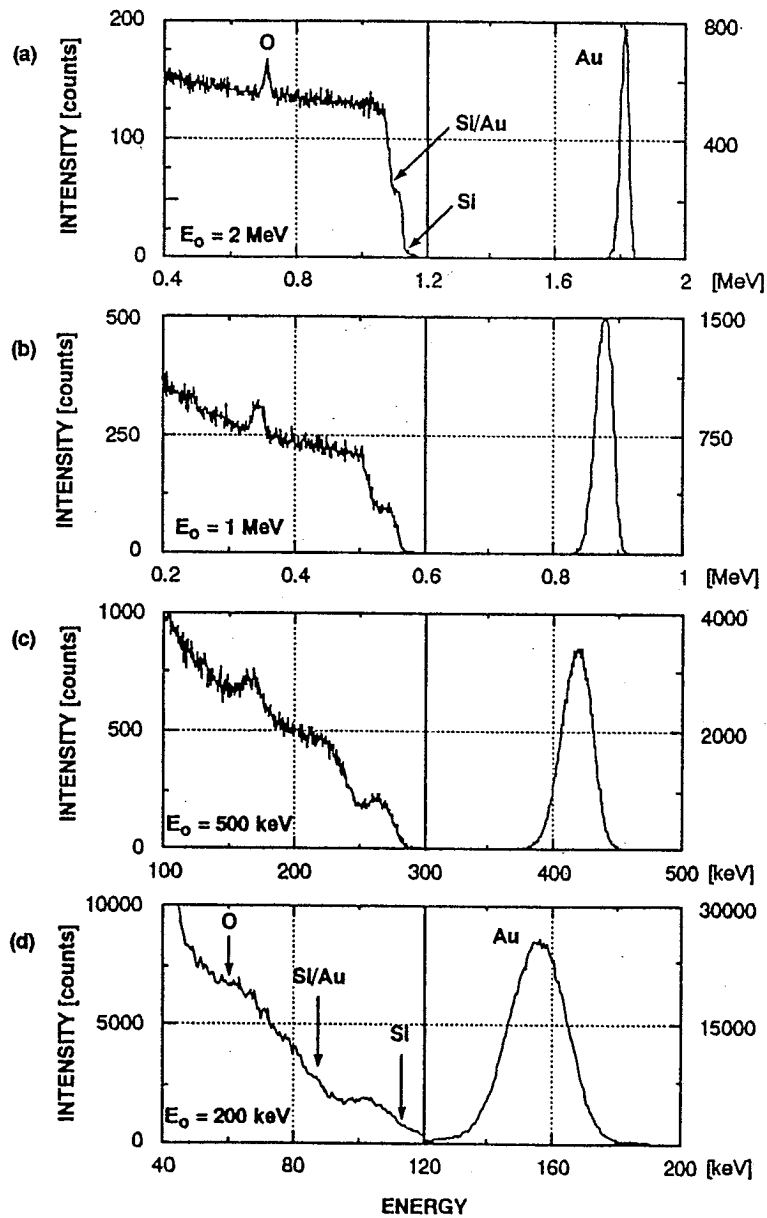 (a)
INTENSITY [counts]
200
100
0
O
Si/Au
Si
Au
E₀ = 2 MeV
800
400
0
0.4 0.8 1.2 1.6 2 [MeV]
(b)
INTENSITY [counts]
500
250
0
E₀ = 1 MeV
1500
750
0.2 0.4 0.6 0.8 1 [MeV]
(c)
INTENSITY [counts]
1000
500
0
E₀ = 500 keV
4000
2000
0
100 200 300 400 500 [keV]
(d)
INTENSITY [counts]
10000
5000
0
O
Si/Au
Si
Au
E₀ = 200 keV
30000
15000
0
40 80 120 160 200 [keV]
ENERGY